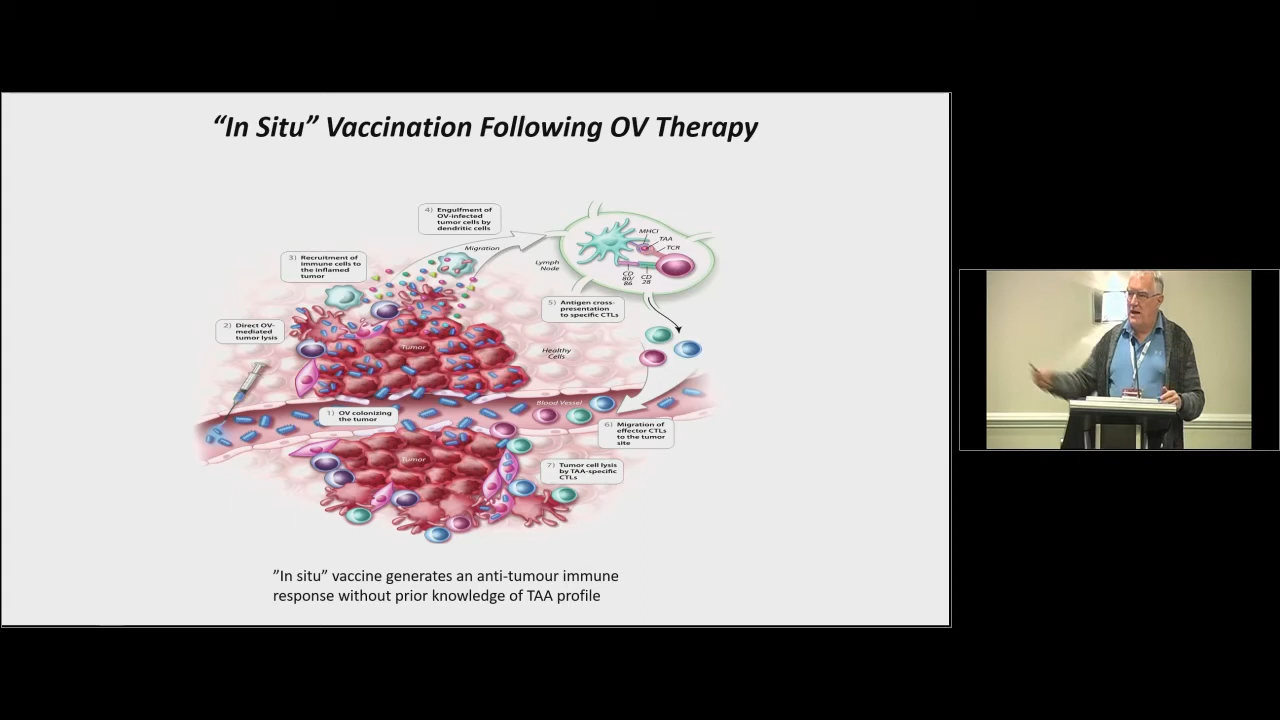 “In Situ” Vaccination Following OV Therapy
4) Engulfment of
OV-infected
tumor cells by
dendritic cells
MHCI
TAA
TCR
Migration
3) Recruitment of
immune cells to
the inflamed
tumor
Lymph
Node
CD
80/
86
CD
28
5) Antigen cross-
presentation
to specific CTLs
2) Direct OV-
mediated
tumor lysis
Tumor
Healthy
Cells
Blood Vessel
1) OV colonizing
the tumor
6) Migration of
effector CTLs
to the tumor
site
Tumor
7) Tumor cell lysis
by TAA-specific
CTLs
”In situ” vaccine generates an anti-tumour immune
response without prior knowledge of TAA profile